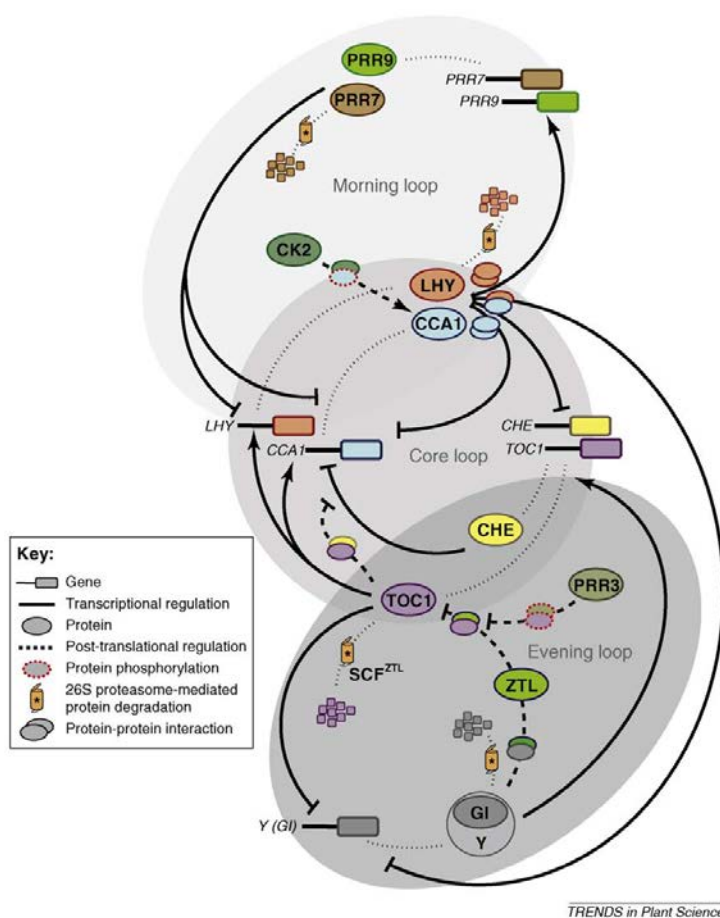 PRR9
PRR7
PRR7
PRR9
Morning loop
CK2
LHY
CCA1
LHY
CCA1
Core loop
CHE
TOC1
CHE
TOC1
PRR3
Evening loop
SCF^ZTL
ZTL
GI
Y
Y (GI)
Key:
Gene
Transcriptional regulation
Protein
Post-translational regulation
Protein phosphorylation
26S proteasome-mediated
protein degradation
Protein-protein interaction
TRENDS in Plant Science